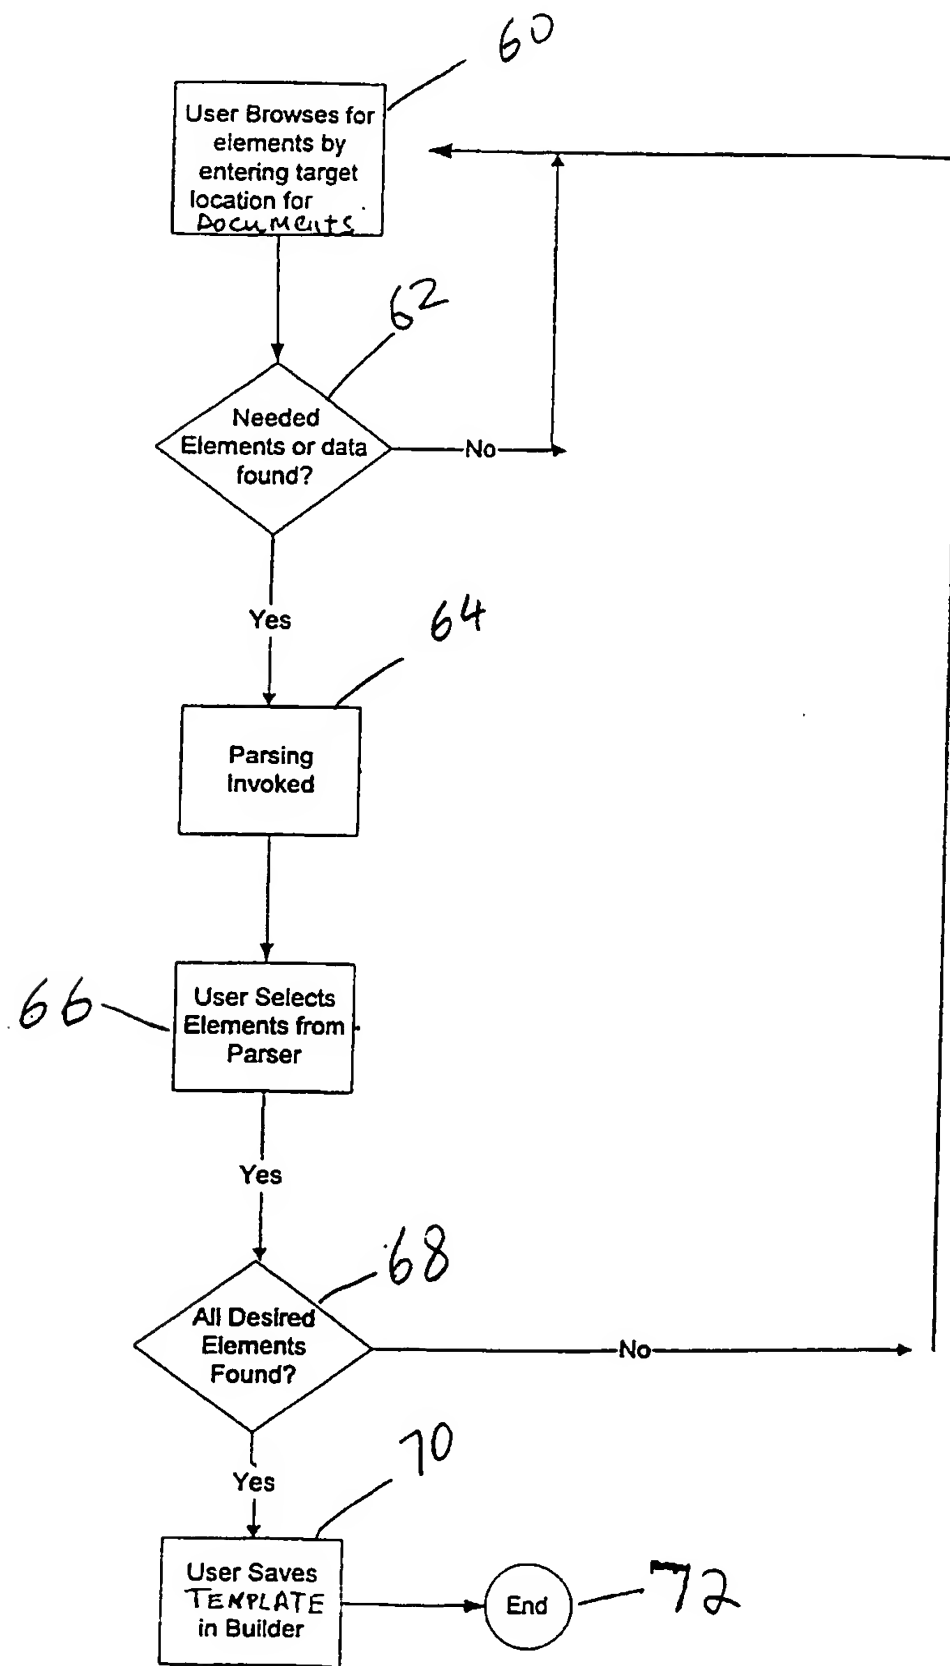 60
User Browses for
elements by
entering target
location for
Documents
62
Needed
Elements or data
found?
No
Yes
64
Parsing
Invoked
66
User Selects
Elements from
Parser
Yes
68
All Desired
Elements
Found?
No
Yes
70
User Saves
TEMPLATE
in Builder
End
72